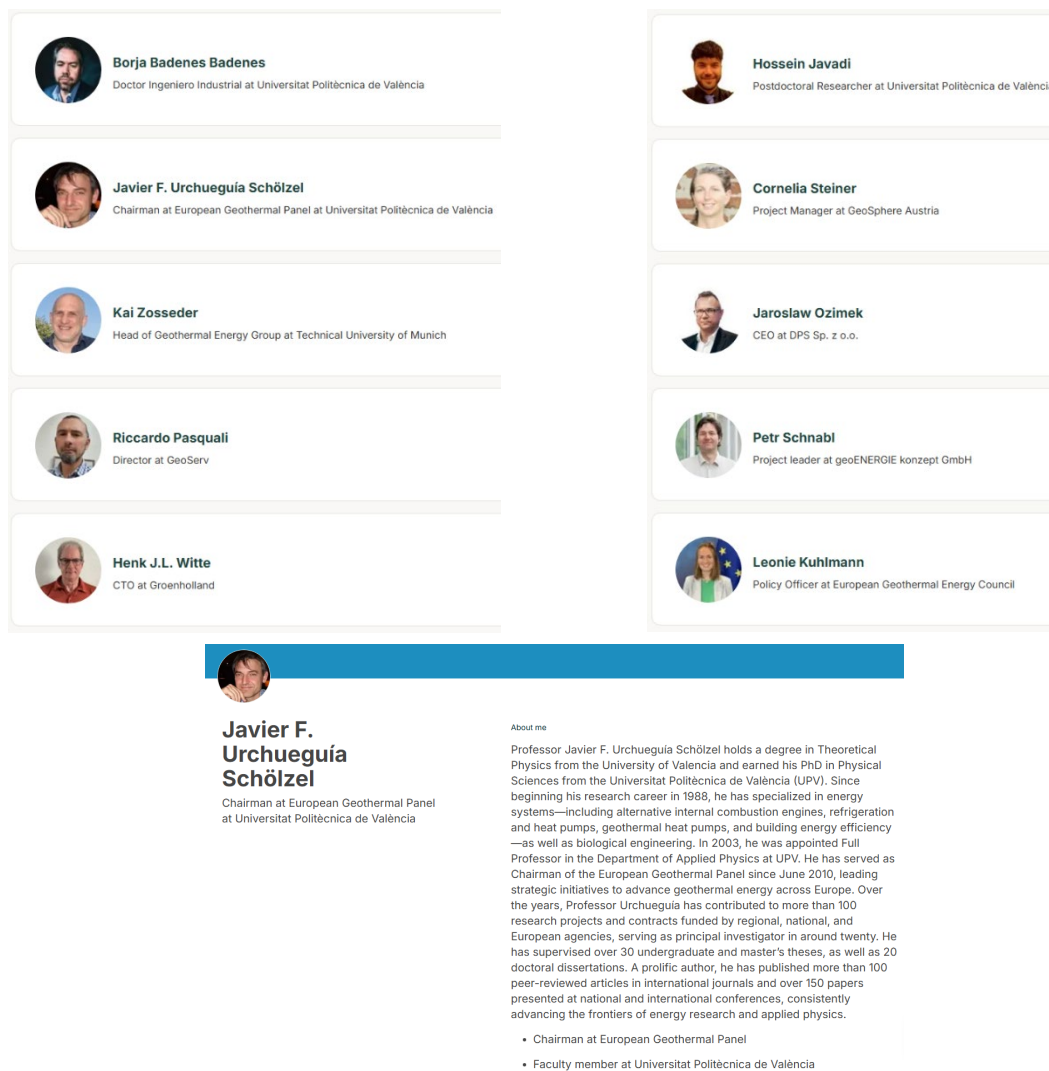 Borja Badenes Badenes
Doctor Ingeniero Industrial at Universitat Politècnica de València
Javier F. Urchueguía Schölzel
Chairman at European Geothermal Panel at Universitat Politècnica de València
Kai Zosseder
Head of Geothermal Energy Group at Technical University of Munich
Riccardo Pasquali
Director at GeoServ
Henk J.L. Witte
CTO at Groenholland
Hossein Javadi
Postdoctoral Researcher at Universitat Politècnica de
Cornelia Steiner
Project Manager at GeoSphere Austria
Jaroslaw Ozimek
CEO at DPS Sp. z o.o.
Petr Schnabl
Project leader at geoENERGIE konzept GmbH
Leonie Kuhlmann
Policy Officer at European Geothermal Energy Council
Javier F.
Urchueguía
Schölzel
Chairman at European Geothermal Panel
at Universitat Politècnica de València
About me
Professor Javier F. Urchueguía Schölzel holds a degree in Theoretical
Physics from the University of Valencia and earned his PhD in Physical
Sciences from the Universitat Politècnica de València (UPV). Since
beginning his research career in 1988, he has specialized in energy
systems—including alternative internal combustion engines, refrigeration
and heat pumps, geothermal heat pumps, and building energy efficiency
—as well as biological engineering. In 2003, he was appointed Full
Professor in the Department of Applied Physics at UPV. He has served as
Chairman of the European Geothermal Panel since June 2010, leading
strategic initiatives to advance geothermal energy across Europe. Over
the years, Professor Urchueguía has contributed to more than 100
research projects and contracts funded by regional, national, and
European agencies, serving as principal investigator in around twenty. He
has supervised over 30 undergraduate and master's theses, as well as 20
doctoral dissertations. A prolific author, he has published more than 100
peer-reviewed articles in international journals and over 150 papers
presented at national and international conferences, consistently
advancing the frontiers of energy research and applied physics.
• Chairman at European Geothermal Panel
• Faculty member at Universitat Politècnica de València